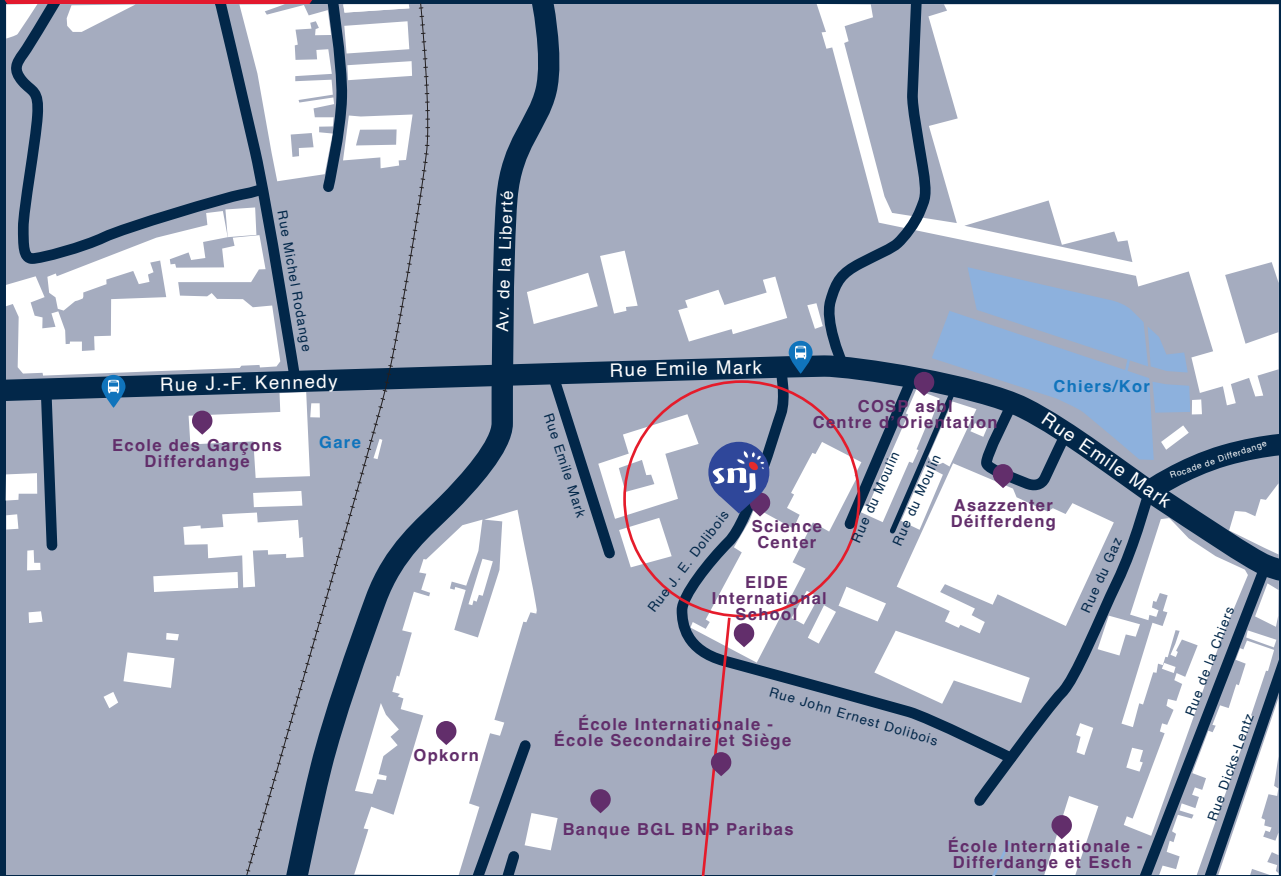 Av. de la Liberté
Rue Michel Rodange
Rue J.-F. Kennedy
Rue Emile Mark
Chiers/Kor
Ecole des Garçons
Differdange
Gare
Rue Emile Mark
COSP asbl
Centre d'Orientation
Rue Emile Mark
Rocade de Differdange
snj
Science
Center
Rue J. E. Dolibois
Rue du Moulin
Rue du Moulin
Asazzenter
Déifferdeng
EIDE
International
School
Rue du Gaz
Rue de la Chiers
Rue Dicks-Lentz
Rue John Ernest Dolibois
Opkorn
École Internationale -
École Secondaire et Siège
Banque BGL BNP Paribas
École Internationale -
Differdange et Esch